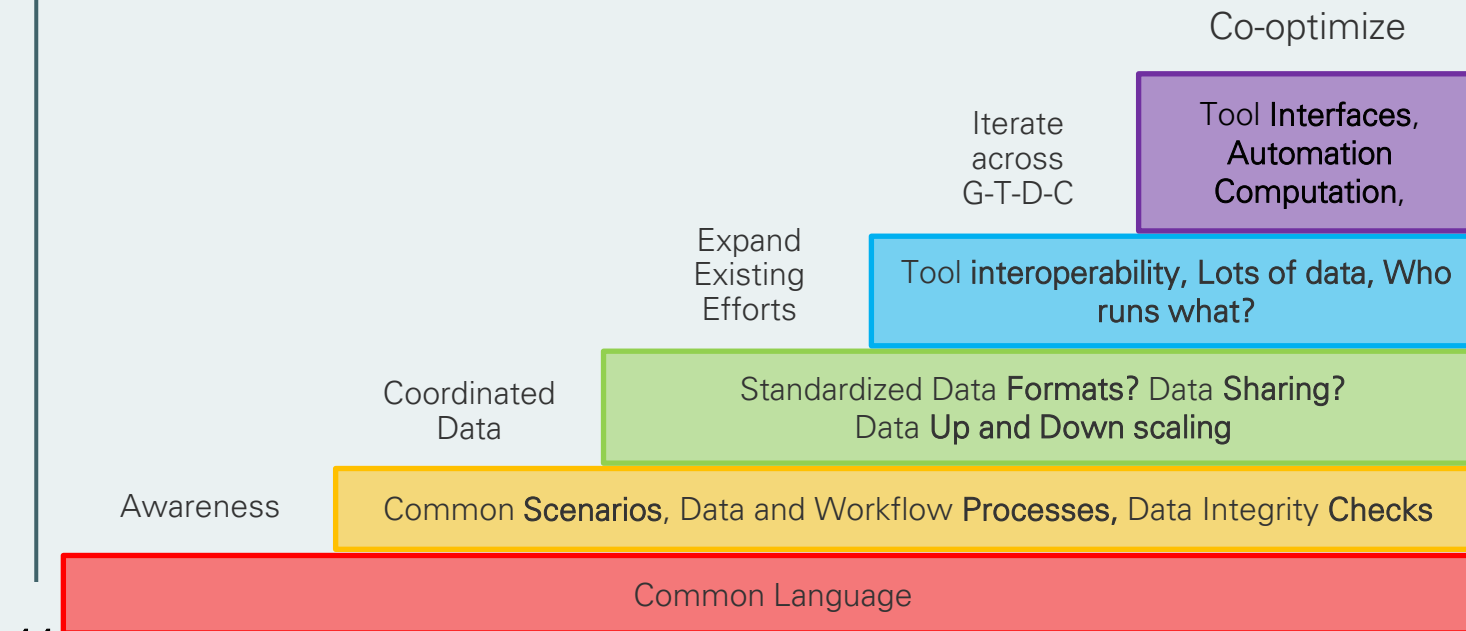 Co-optimize
Iterate
across
G-T-D-C
Tool Interfaces,
Automation
Computation,
Expand
Existing
Efforts
Tool interoperability, Lots of data, Who
runs what?
Coordinated
Data
Standardized Data Formats? Data Sharing?
Data Up and Down scaling
Awareness
Common Scenarios, Data and Workflow Processes, Data Integrity Checks
Common Language